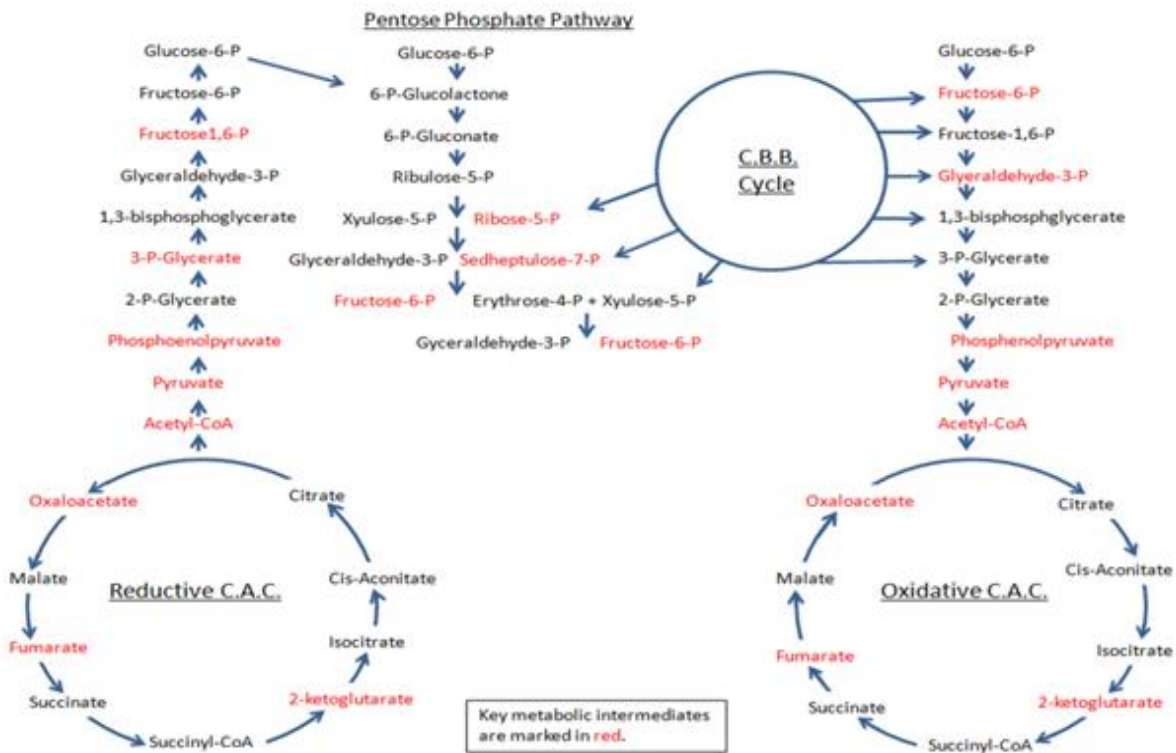 Pentose Phosphate Pathway
Glucose-6-P
Fructose-6-P
Fructose1,6-P
Glyceraldehyde-3-P
1,3-bisphosphoglycerate
3-P-Glycerate
2-P-Glycerate
Phosphoenolpyruvate
Pyruvate
Acetyl-CoA
Oxaloacetate
Citrate
Malate
Reductive C.A.C.
Cis-Aconitate
Fumarate
Isocitrate
Succinate
2-ketoglutarate
Succinyl-CoA
Glucose-6-P
6-P-Glucolactone
6-P-Gluconate
Ribulose-5-P
Xyulose-5-P Ribose-5-P
Glyceraldehyde-3-P Sedheptulose-7-P
Fructose-6-P Erythrose-4-P + Xyulose-5-P
Gyceraldehyde-3-P Fructose-6-P
C.B.B.
Cycle
Glucose-6-P
Fructose-6-P
Fructose-1,6-P
Glyeraldehyde-3-P
1,3-bisphosphglycerate
3-P-Glycerate
2-P-Glycerate
Phosphenolpyruvate
Pyruvate
Acetyl-CoA
Oxaloacetate
Citrate
Malate
Oxidative C.A.C.
Cis-Aconitate
Fumarate
Isocitrate
Succinate
2-ketoglutarate
Succinyl-CoA
Key metabolic intermediates
are marked in red.